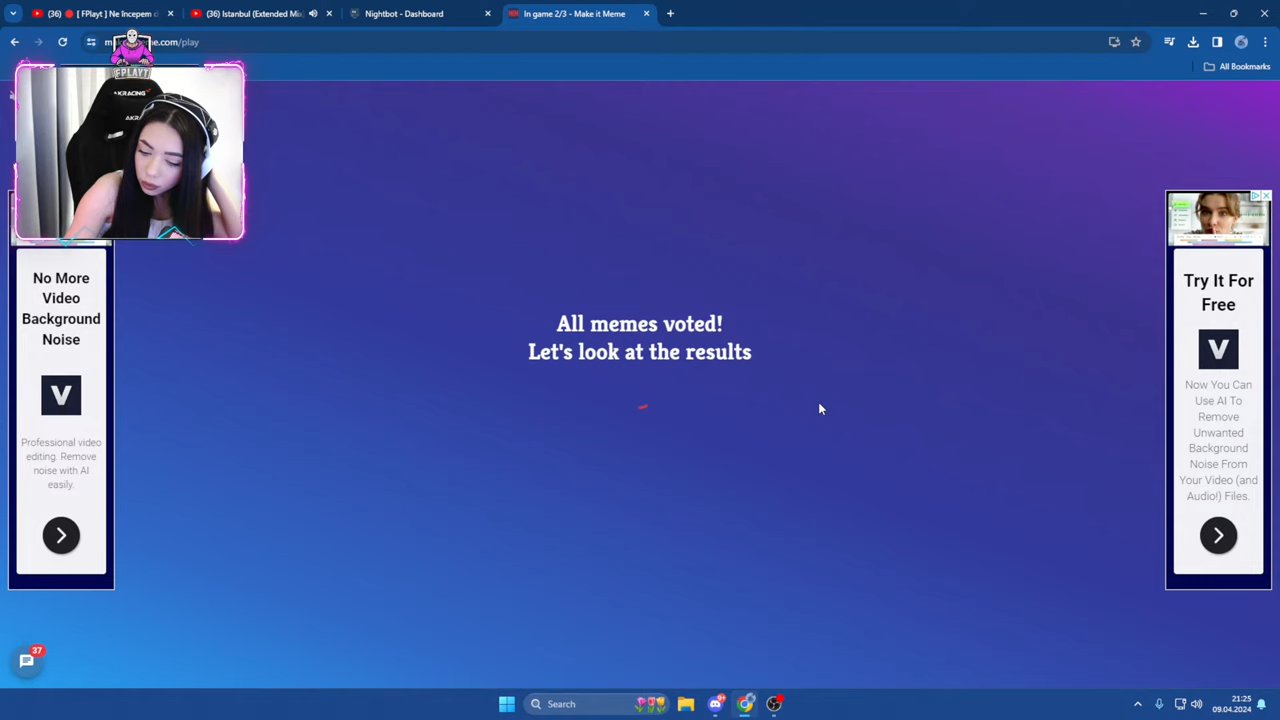 (36) 🔴 [ FPlayt ] Ne Incepem d
(36) Istanbul (Extended Mix
Nightbot - Dashboard
In game 2/3 - Make it Meme
.com/play
All Bookmarks
FPLAYT
AKRACING
No More
Video
Background
Noise
V
Professional video
editing. Remove
noise with AI
easily.
All memes voted!
Let's look at the results
Try It For
Free
V
Now You Can
Use AI To
Remove
Unwanted
Background
Noise From
Your Video (and
Audio!) Files.
37
Search
21:25
09.04.2024